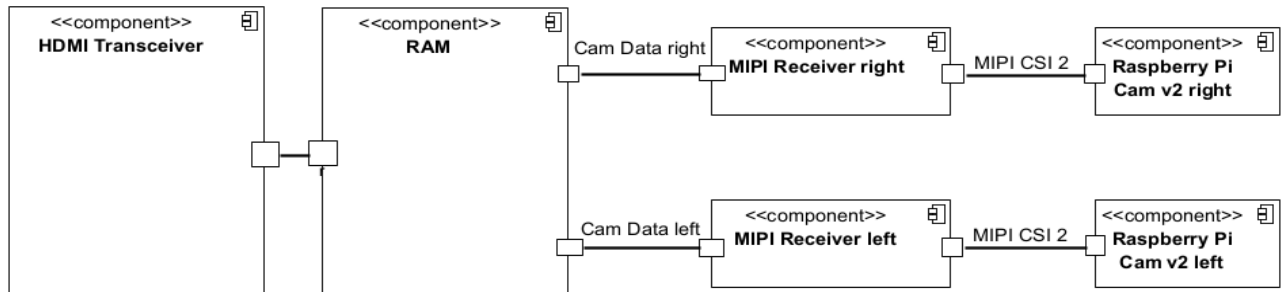 <<component>>
HDMI Transceiver
<<component>>
RAM
r
Cam Data right
<<component>>
MIPI Receiver right
MIPI CSI 2
<<component>>
Raspberry Pi
Cam v2 right
Cam Data left
<<component>>
MIPI Receiver left
MIPI CSI 2
<<component>>
Raspberry Pi
Cam v2 left